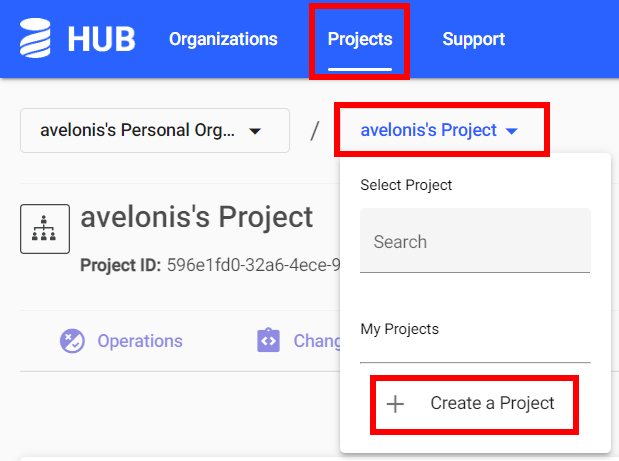 HUB Organizations Projects Support
avelonis's Personal Org... / avelonis's Project
Select Project
avelonis's Project
Search
Project ID: 596e1fd0-32a6-4ece-9
My Projects
Operations Chang
+ Create a Project